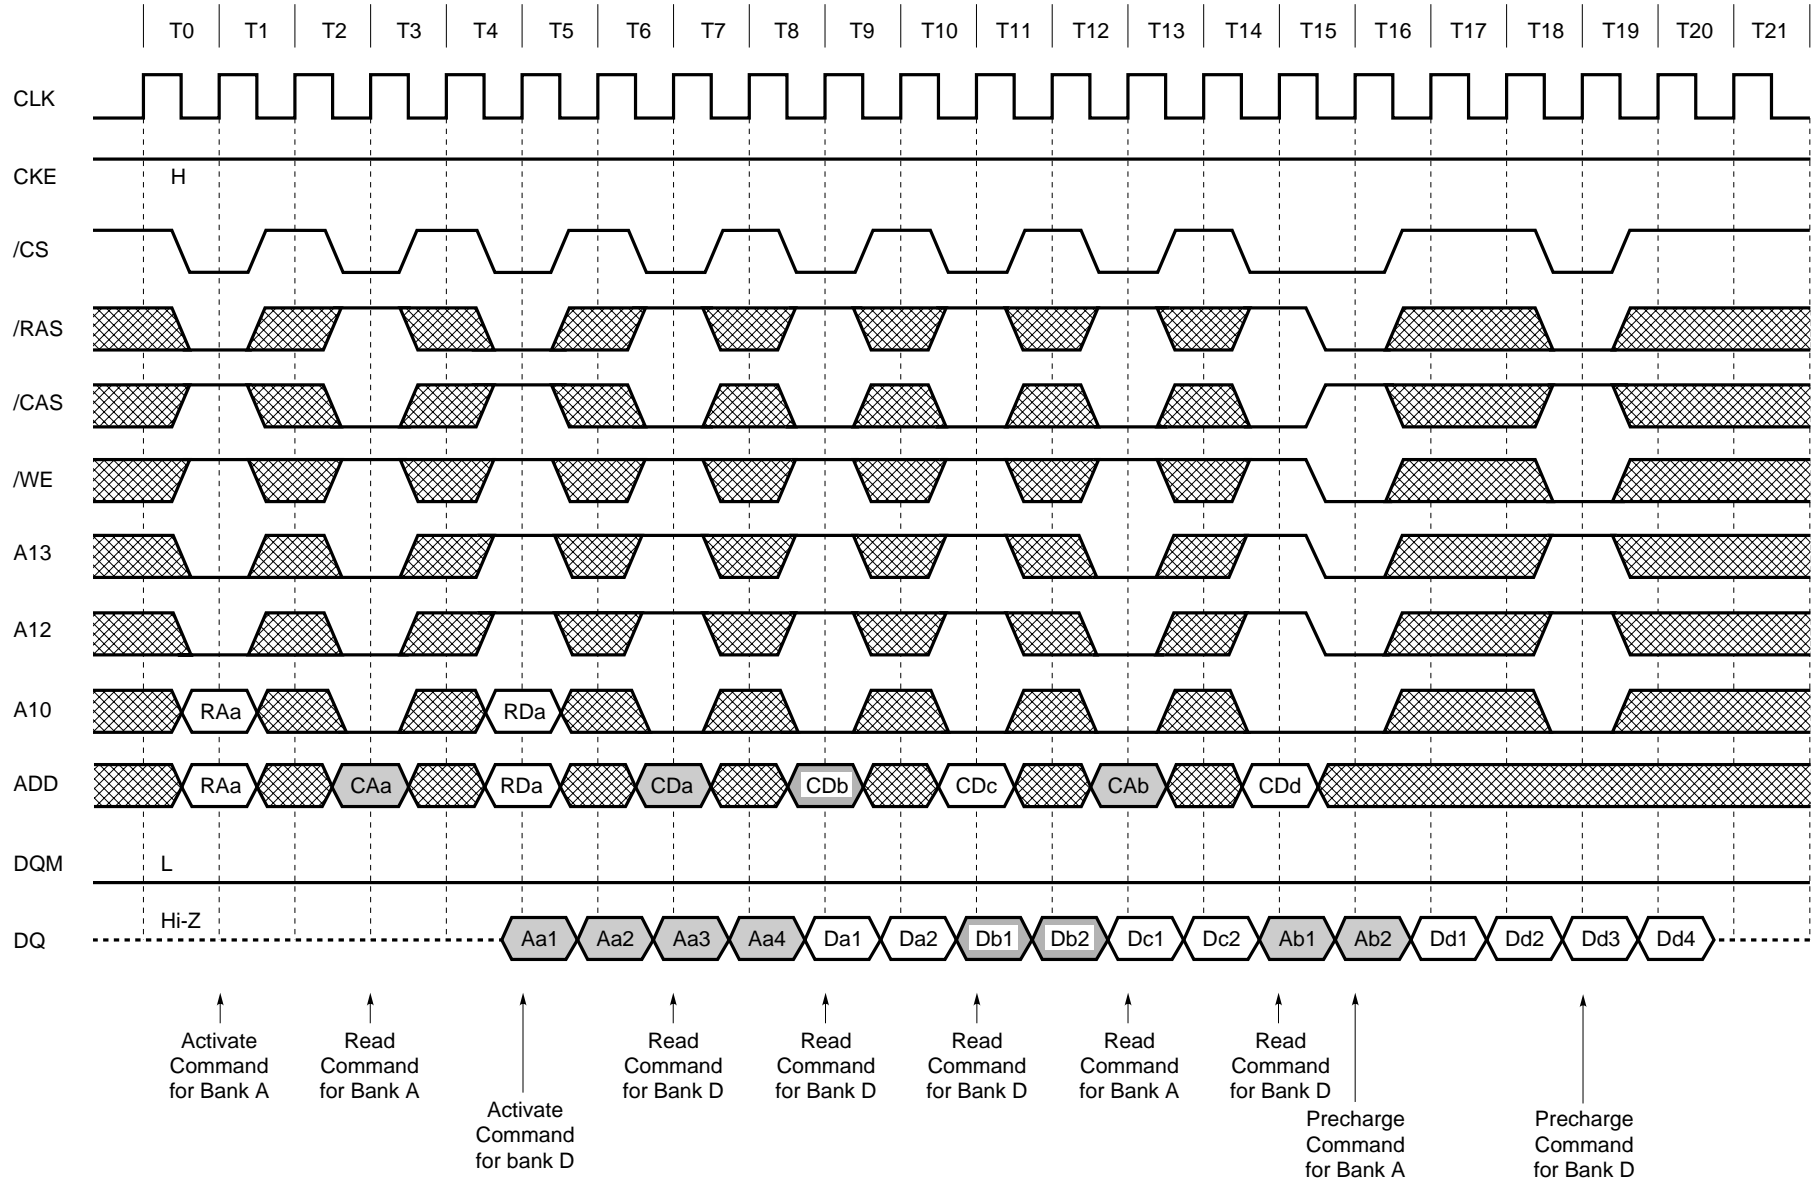 T0 T1 T2 T3 T4 T5 T6 T7 T8 T9 T10 T11 T12 T13 T14 T15 T16 T17 T18 T19 T20 T21
CLK
CKE H
/CS
/RAS
/CAS
/WE
A13
A12
A10 RAa RDa
ADD RAa CAa RDa CDa CDb CDc CAb CDd
DQM L
Hi-Z
DQ Aa1 Aa2 Aa3 Aa4 Da1 Da2 Db1 Db2 Dc1 Dc2 Ab1 Ab2 Dd1 Dd2 Dd3 Dd4
Activate
Command
for Bank A
Read
Command
for Bank A
Activate
Command
for bank D
Read
Command
for Bank D
Read
Command
for Bank D
Read
Command
for Bank D
Read
Command
for Bank A
Read
Command
for Bank D
Precharge
Command
for Bank A
Precharge
Command
for Bank D